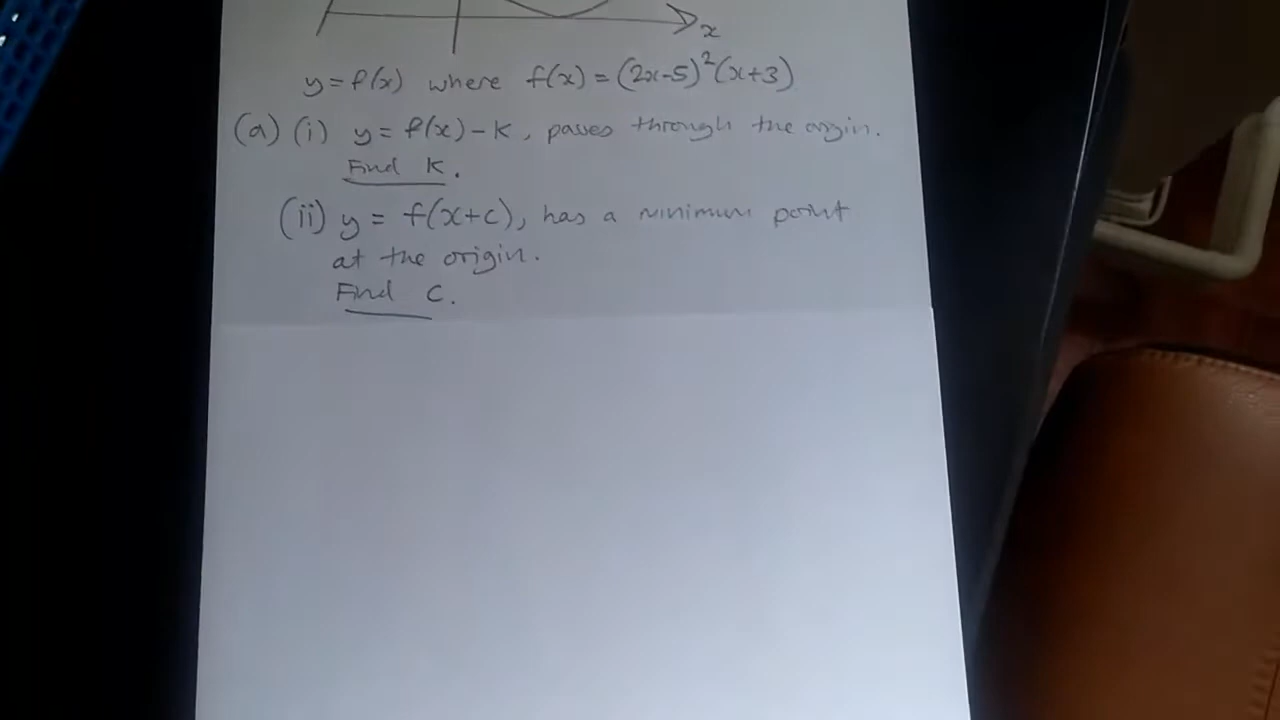 x
y = f(x) where f(x) = (2x-5)²(x+3)
(a) (i) y = f(x) - K, passes through the origin.
Find K.
(ii) y = f(x+c), has a minimum point
at the origin.
Find c.